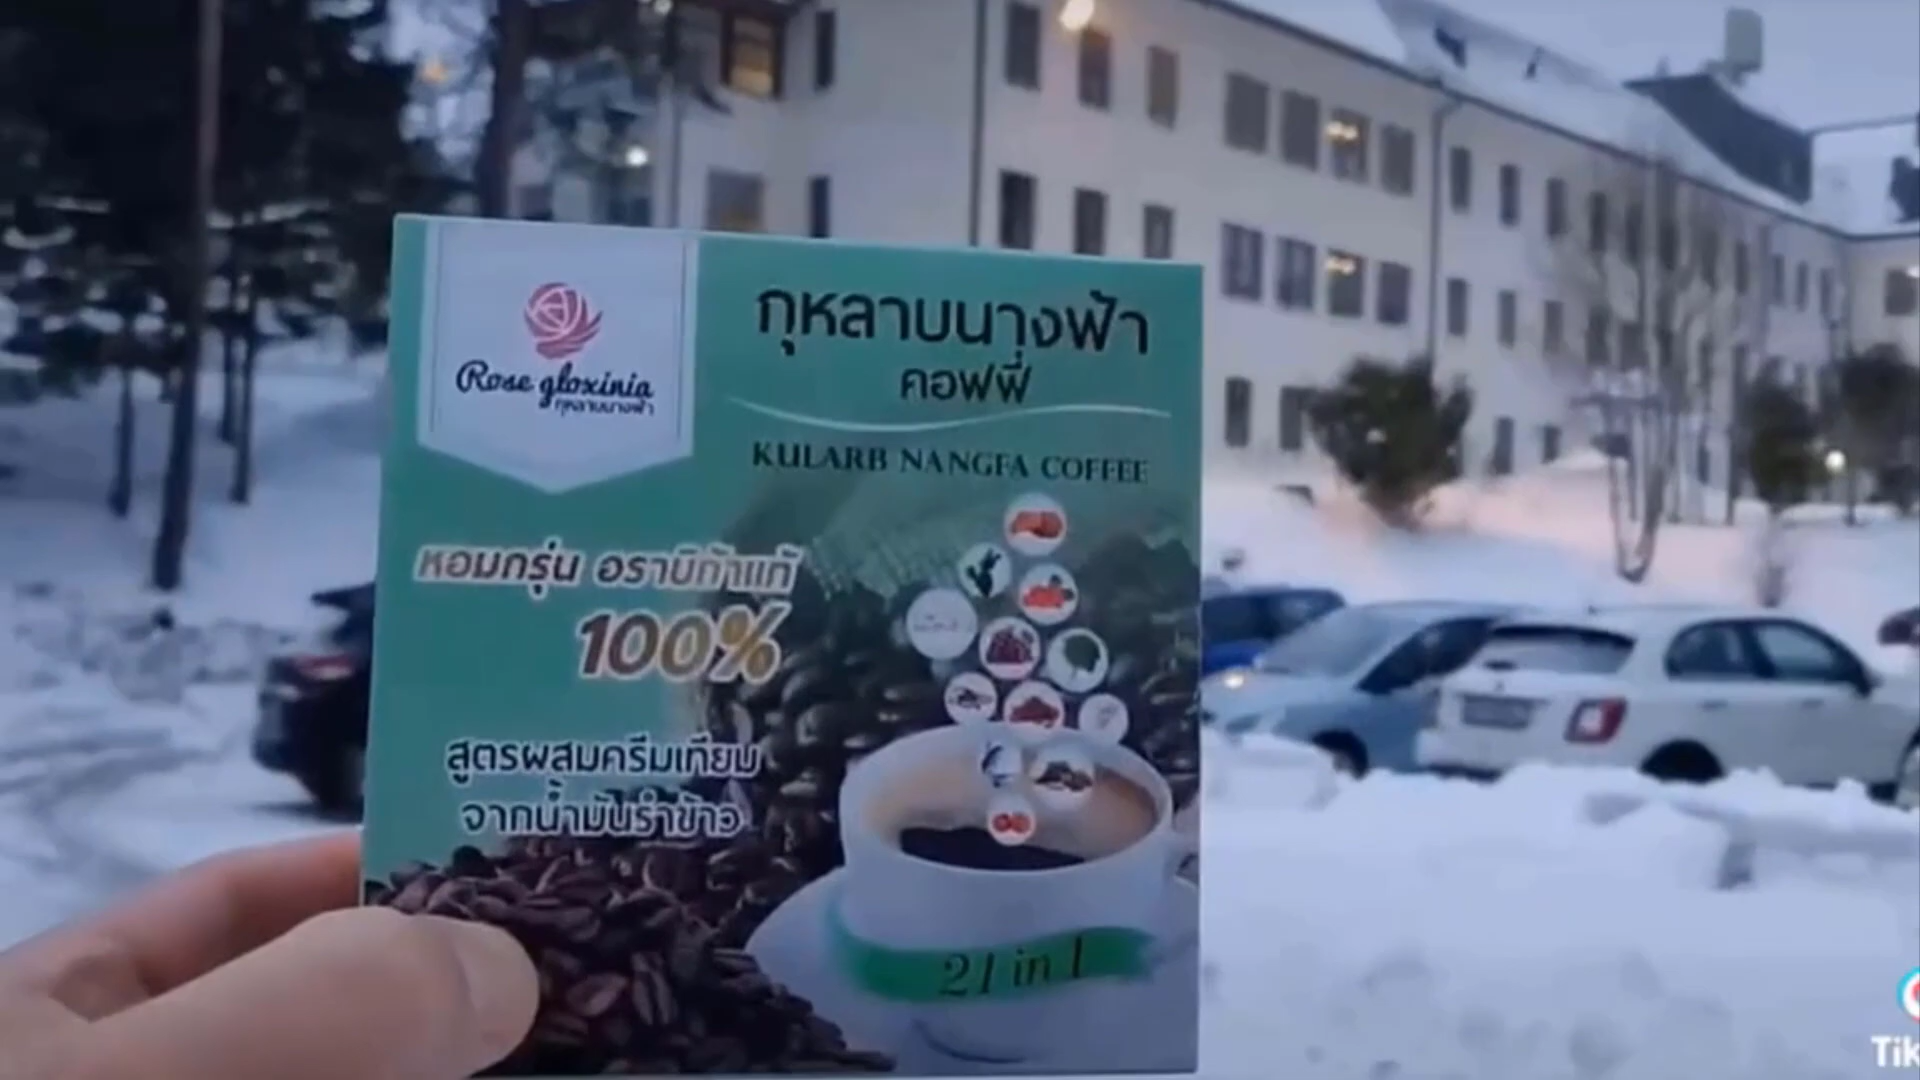 Rose gloxinia
กุหลาบนางฟ้า
กุหลาบนางฟ้า
คอฟฟี่
KULARB NANGFA COFFEE
หอมกรุ่น อราบิก้าแท้
100%
สูตรผสมครีมเทียม
จากน้ำมันรำข้าว
21 in 1
Tik